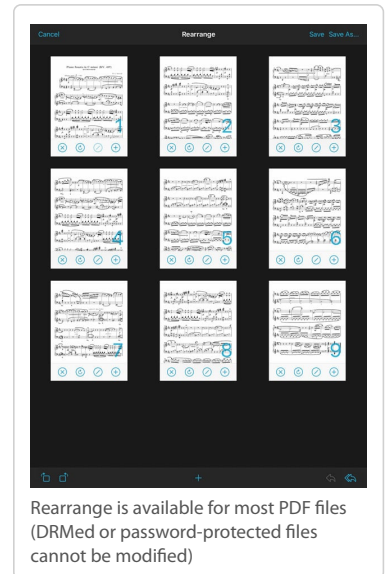 Cancel Rearrange Save Save As...
1 2 3
4 5 6
7 8 9
Rearrange is available for most PDF files
(DRMed or password-protected files
cannot be modified)